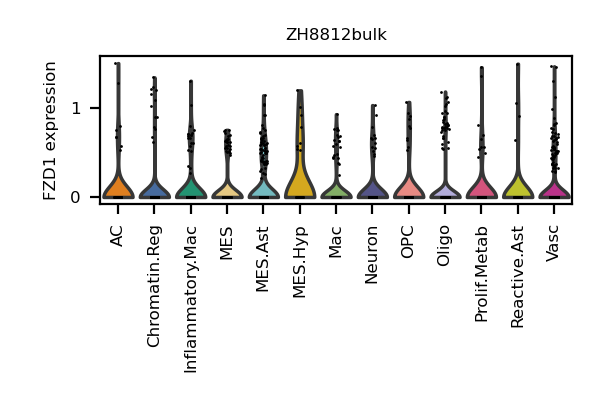 ZH8812bulk
FZD1 expression
1
0
AC
Chromatin.Reg
Inflammatory.Mac
MES
MES.Ast
MES.Hyp
Mac
Neuron
OPC
Oligo
Prolif.Metab
Reactive.Ast
Vasc